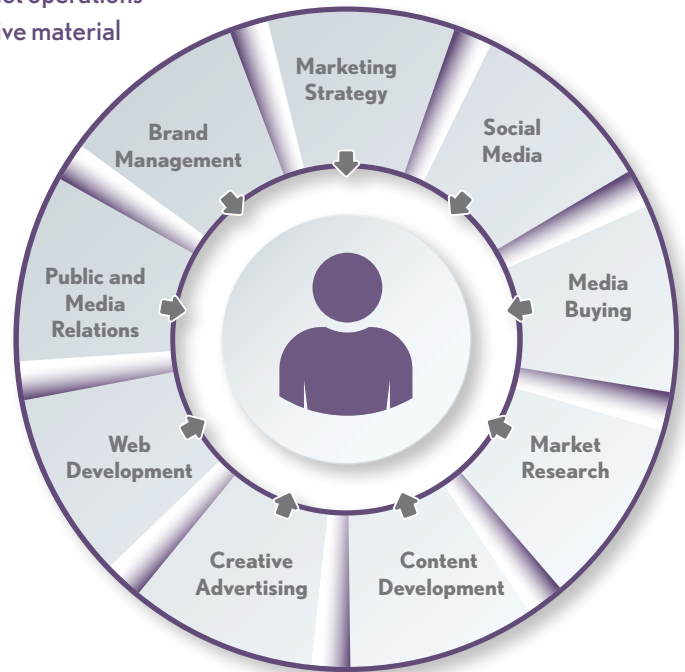 operations
material
Marketing
Strategy
Social
Media
Media
Buying
Market
Research
Content
Development
Creative
Advertising
Web
Development
Public and
Media
Relations
Brand
Management